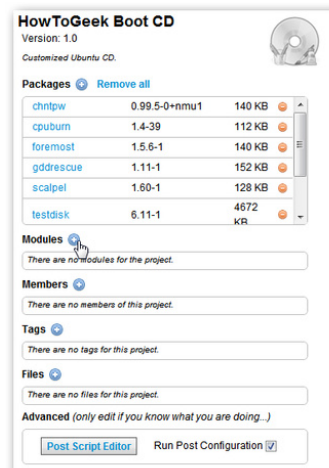 HowToGeek Boot CD
Version: 1.0
Customized Ubuntu CD.
Packages Remove all
chntpw 0.99.5-0+nmu1 140 KB
cpuburn 1.4-39 112 KB
foremost 1.5.6-1 140 KB
gddrescue 1.11-1 152 KB
scalpel 1.60-1 128 KB
testdisk 6.11-1 4672
KB
Modules
There are no modules for the project.
Members
There are no members of this project.
Tags
There are no tags for this project.
Files
There are no files for this project.
Advanced (only edit if you know what you are doing...)
Post Script Editor Run Post Configuration